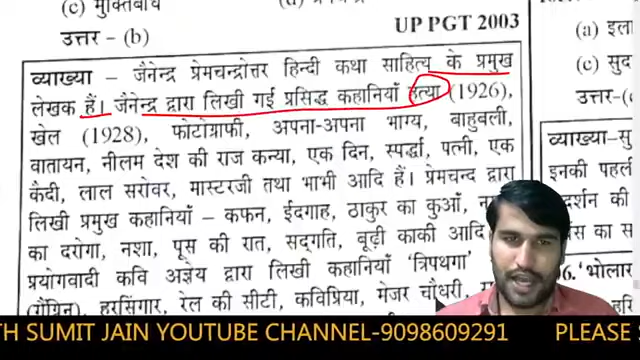 (c) मुक्तिबोध
उत्तर – (b)
UP PGT 2003
व्याख्या – जैनेन्द्र प्रेमचन्द्रोत्तर हिन्दी कथा साहित्य के प्रमुख
लेखक हैं। जैनेन्द्र द्वारा लिखी गई प्रसिद्ध कहानियाँ हत्या (1926),
खेल (1928), फोटोग्राफी, अपना-अपना भाग्य, बाहुबली,
वातायन, नीलम देश की राज कन्या, एक दिन, स्पर्द्धा, पत्नी, एक
कैदी, लाल सरोवर, मास्टरजी तथा भाभी आदि हैं। प्रेमचन्द द्वारा
लिखी प्रमुख कहानियाँ – कफन, ईदगाह, ठाकुर का कुआँ,
का दरोगा, नशा, पूस की रात, सद्गति, बूढ़ी काकी आदि
प्रयोगवादी कवि अज्ञेय द्वारा लिखी कहानियाँ 'त्रिपथगा'
(गैंग्रिन), हरसिंगार, रेल की सीटी, कविप्रिया, मेजर चौधरी,
(a) इला
(c) सुद
उत्तर–(
व्याख्या–सु
इनकी पहली
दर्शन की
स का स
96. 'भोलार
TH SUMIT JAIN YOUTUBE CHANNEL-9098609291 PLEASE S